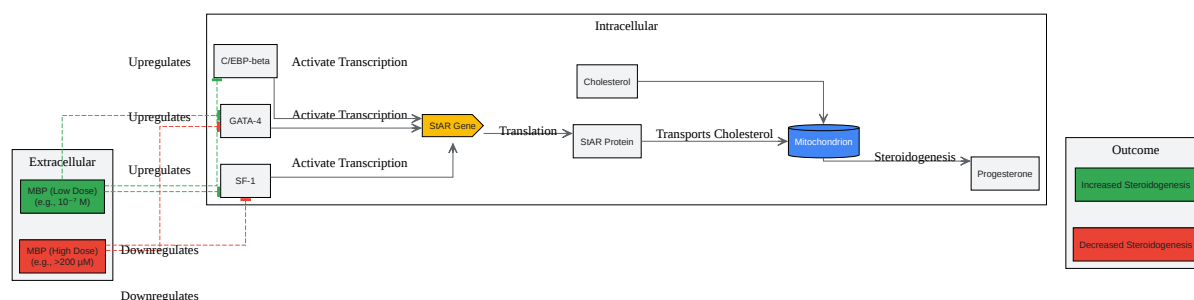 Intracellular
C/EBP-beta
Upregulates
Activate Transcription
Cholesterol
Upregulates
GATA-4
Activate Transcription
StAR Gene
Translation
StAR Protein
Transports Cholesterol
Mitochondrion
Upregulates
SF-1
Activate Transcription
Steroidogenesis
Progesterone
Extracellular
MBP (Low Dose)
(e.g., 10⁻⁷ M)
MBP (High Dose)
(e.g., >200 µM)
Downregulates
Downregulates
Outcome
Increased Steroidogenesis
Decreased Steroidogenesis